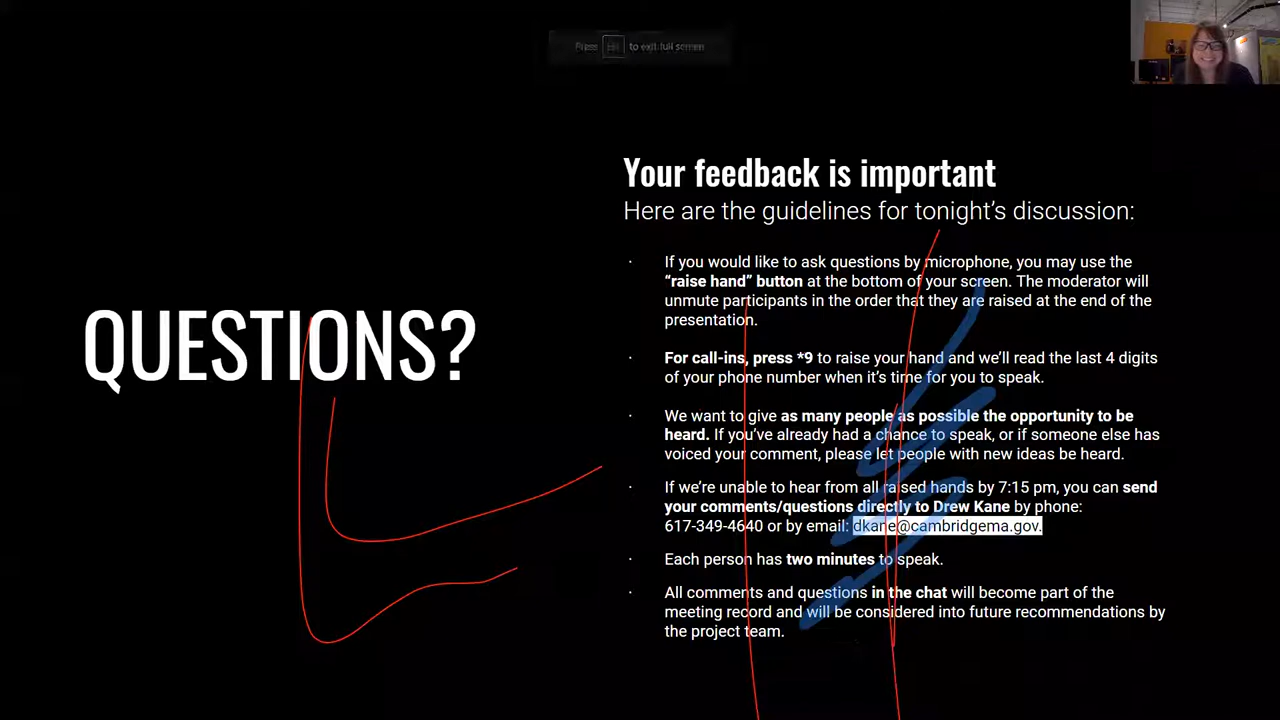 Press esc to exit full screen
Your feedback is important
Here are the guidelines for tonight's discussion:
QUESTIONS?
· If you would like to ask questions by microphone, you may use the
“raise hand” button at the bottom of your screen. The moderator will
unmute participants in the order that they are raised at the end of the
presentation.
· For call-ins, press *9 to raise your hand and we'll read the last 4 digits
of your phone number when it's time for you to speak.
· We want to give as many people as possible the opportunity to be
heard. If you've already had a chance to speak, or if someone else has
voiced your comment, please let people with new ideas be heard.
· If we're unable to hear from all raised hands by 7:15 pm, you can send
your comments/questions directly to Drew Kane by phone:
617-349-4640 or by email: dkane@cambridgema.gov.
· Each person has two minutes to speak.
· All comments and questions in the chat will become part of the
meeting record and will be considered into future recommendations by
the project team.